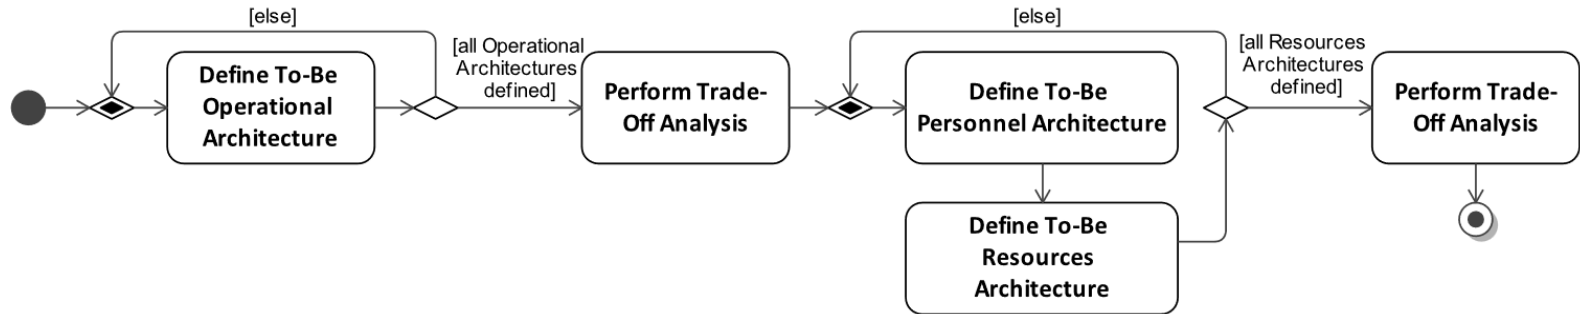 [else]
[all Operational
Architectures
defined]
Define To-Be
Operational
Architecture
Perform Trade-
Off Analysis
[else]
[all Resources
Architectures
defined]
Define To-Be
Personnel Architecture
Define To-Be
Resources
Architecture
Perform Trade-
Off Analysis